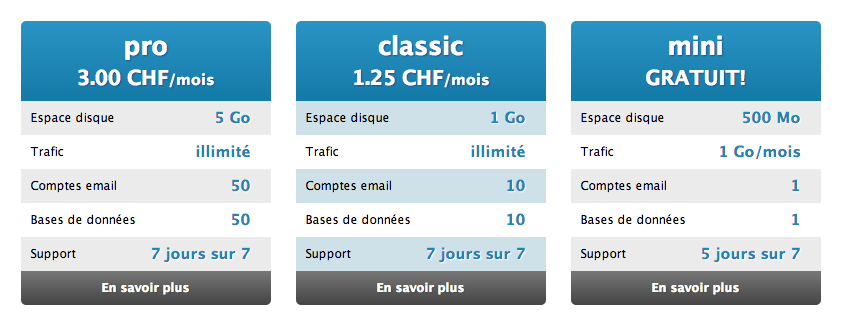 pro
3.00 CHF/mois
Espace disque 5 Go
Trafic illimité
Comptes email 50
Bases de données 50
Support 7 jours sur 7
En savoir plus
classic
1.25 CHF/mois
Espace disque 1 Go
Trafic illimité
Comptes email 10
Bases de données 10
Support 7 jours sur 7
En savoir plus
mini
GRATUIT!
Espace disque 500 Mo
Trafic 1 Go/mois
Comptes email 1
Bases de données 1
Support 5 jours sur 7
En savoir plus